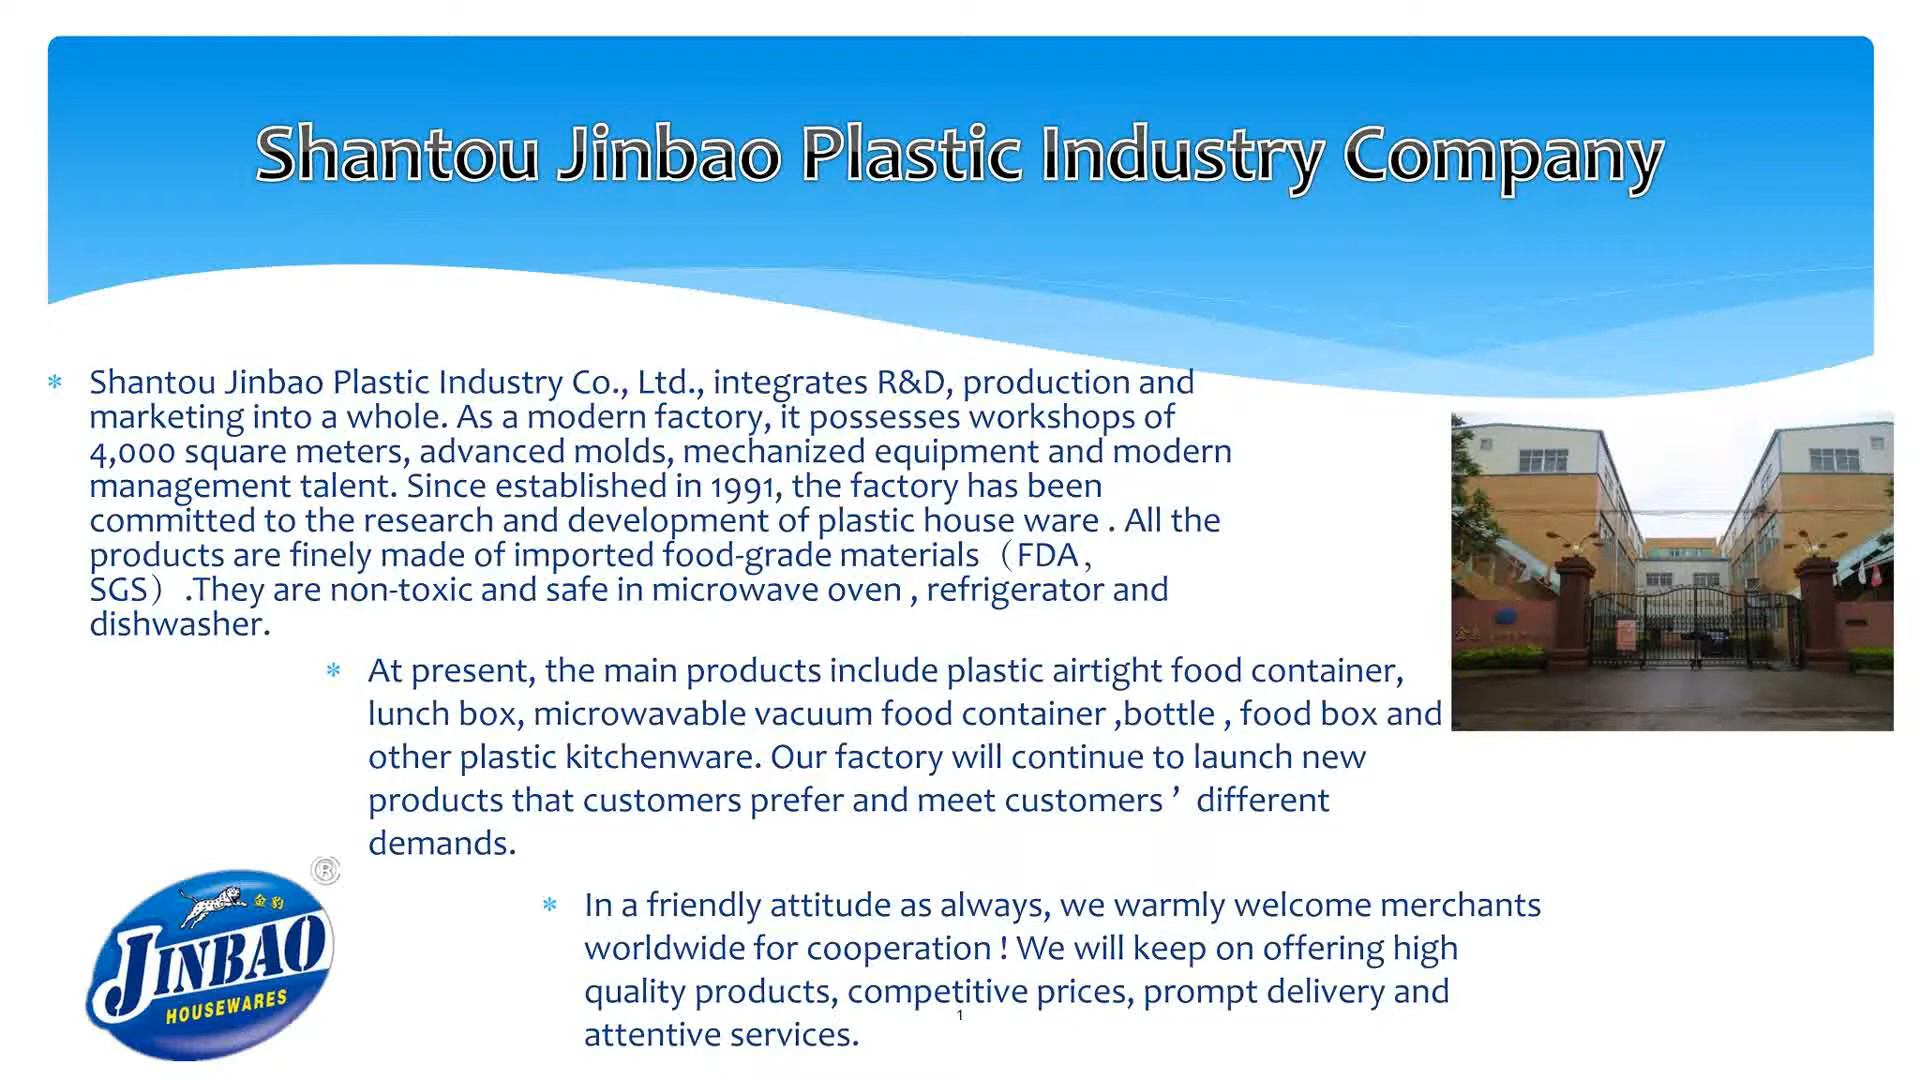 Shantou Jinbao Plastic Industry Company
* Shantou Jinbao Plastic Industry Co., Ltd., integrates R&D, production and
marketing into a whole. As a modern factory, it possesses workshops of
4,000 square meters, advanced molds, mechanized equipment and modern
management talent. Since established in 1991, the factory has been
committed to the research and development of plastic house ware . All the
products are finely made of imported food-grade materials（FDA，
SGS）.They are non-toxic and safe in microwave oven , refrigerator and
dishwasher.
* At present, the main products include plastic airtight food container,
lunch box, microwavable vacuum food container ,bottle , food box and
other plastic kitchenware. Our factory will continue to launch new
products that customers prefer and meet customers ’ different
demands.
* In a friendly attitude as always, we warmly welcome merchants
worldwide for cooperation ! We will keep on offering high
quality products, competitive prices, prompt delivery and
attentive services.
1
®
金豹
JINBAO
HOUSEWARES